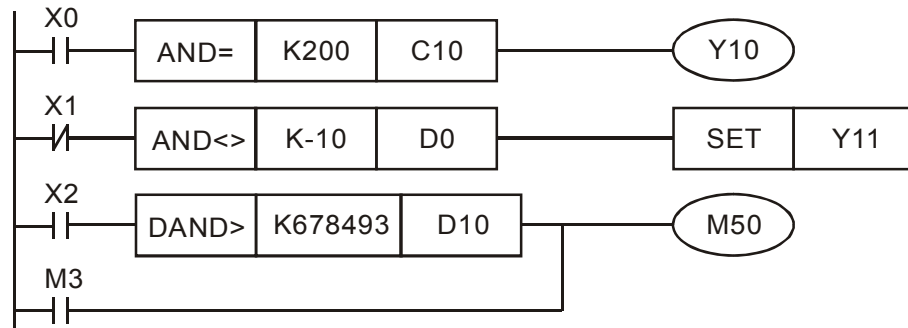 X0
AND= K200 C10 Y10
X1
AND<> K-10 D0 SET Y11
X2
DAND> K678493 D10 M50
M3